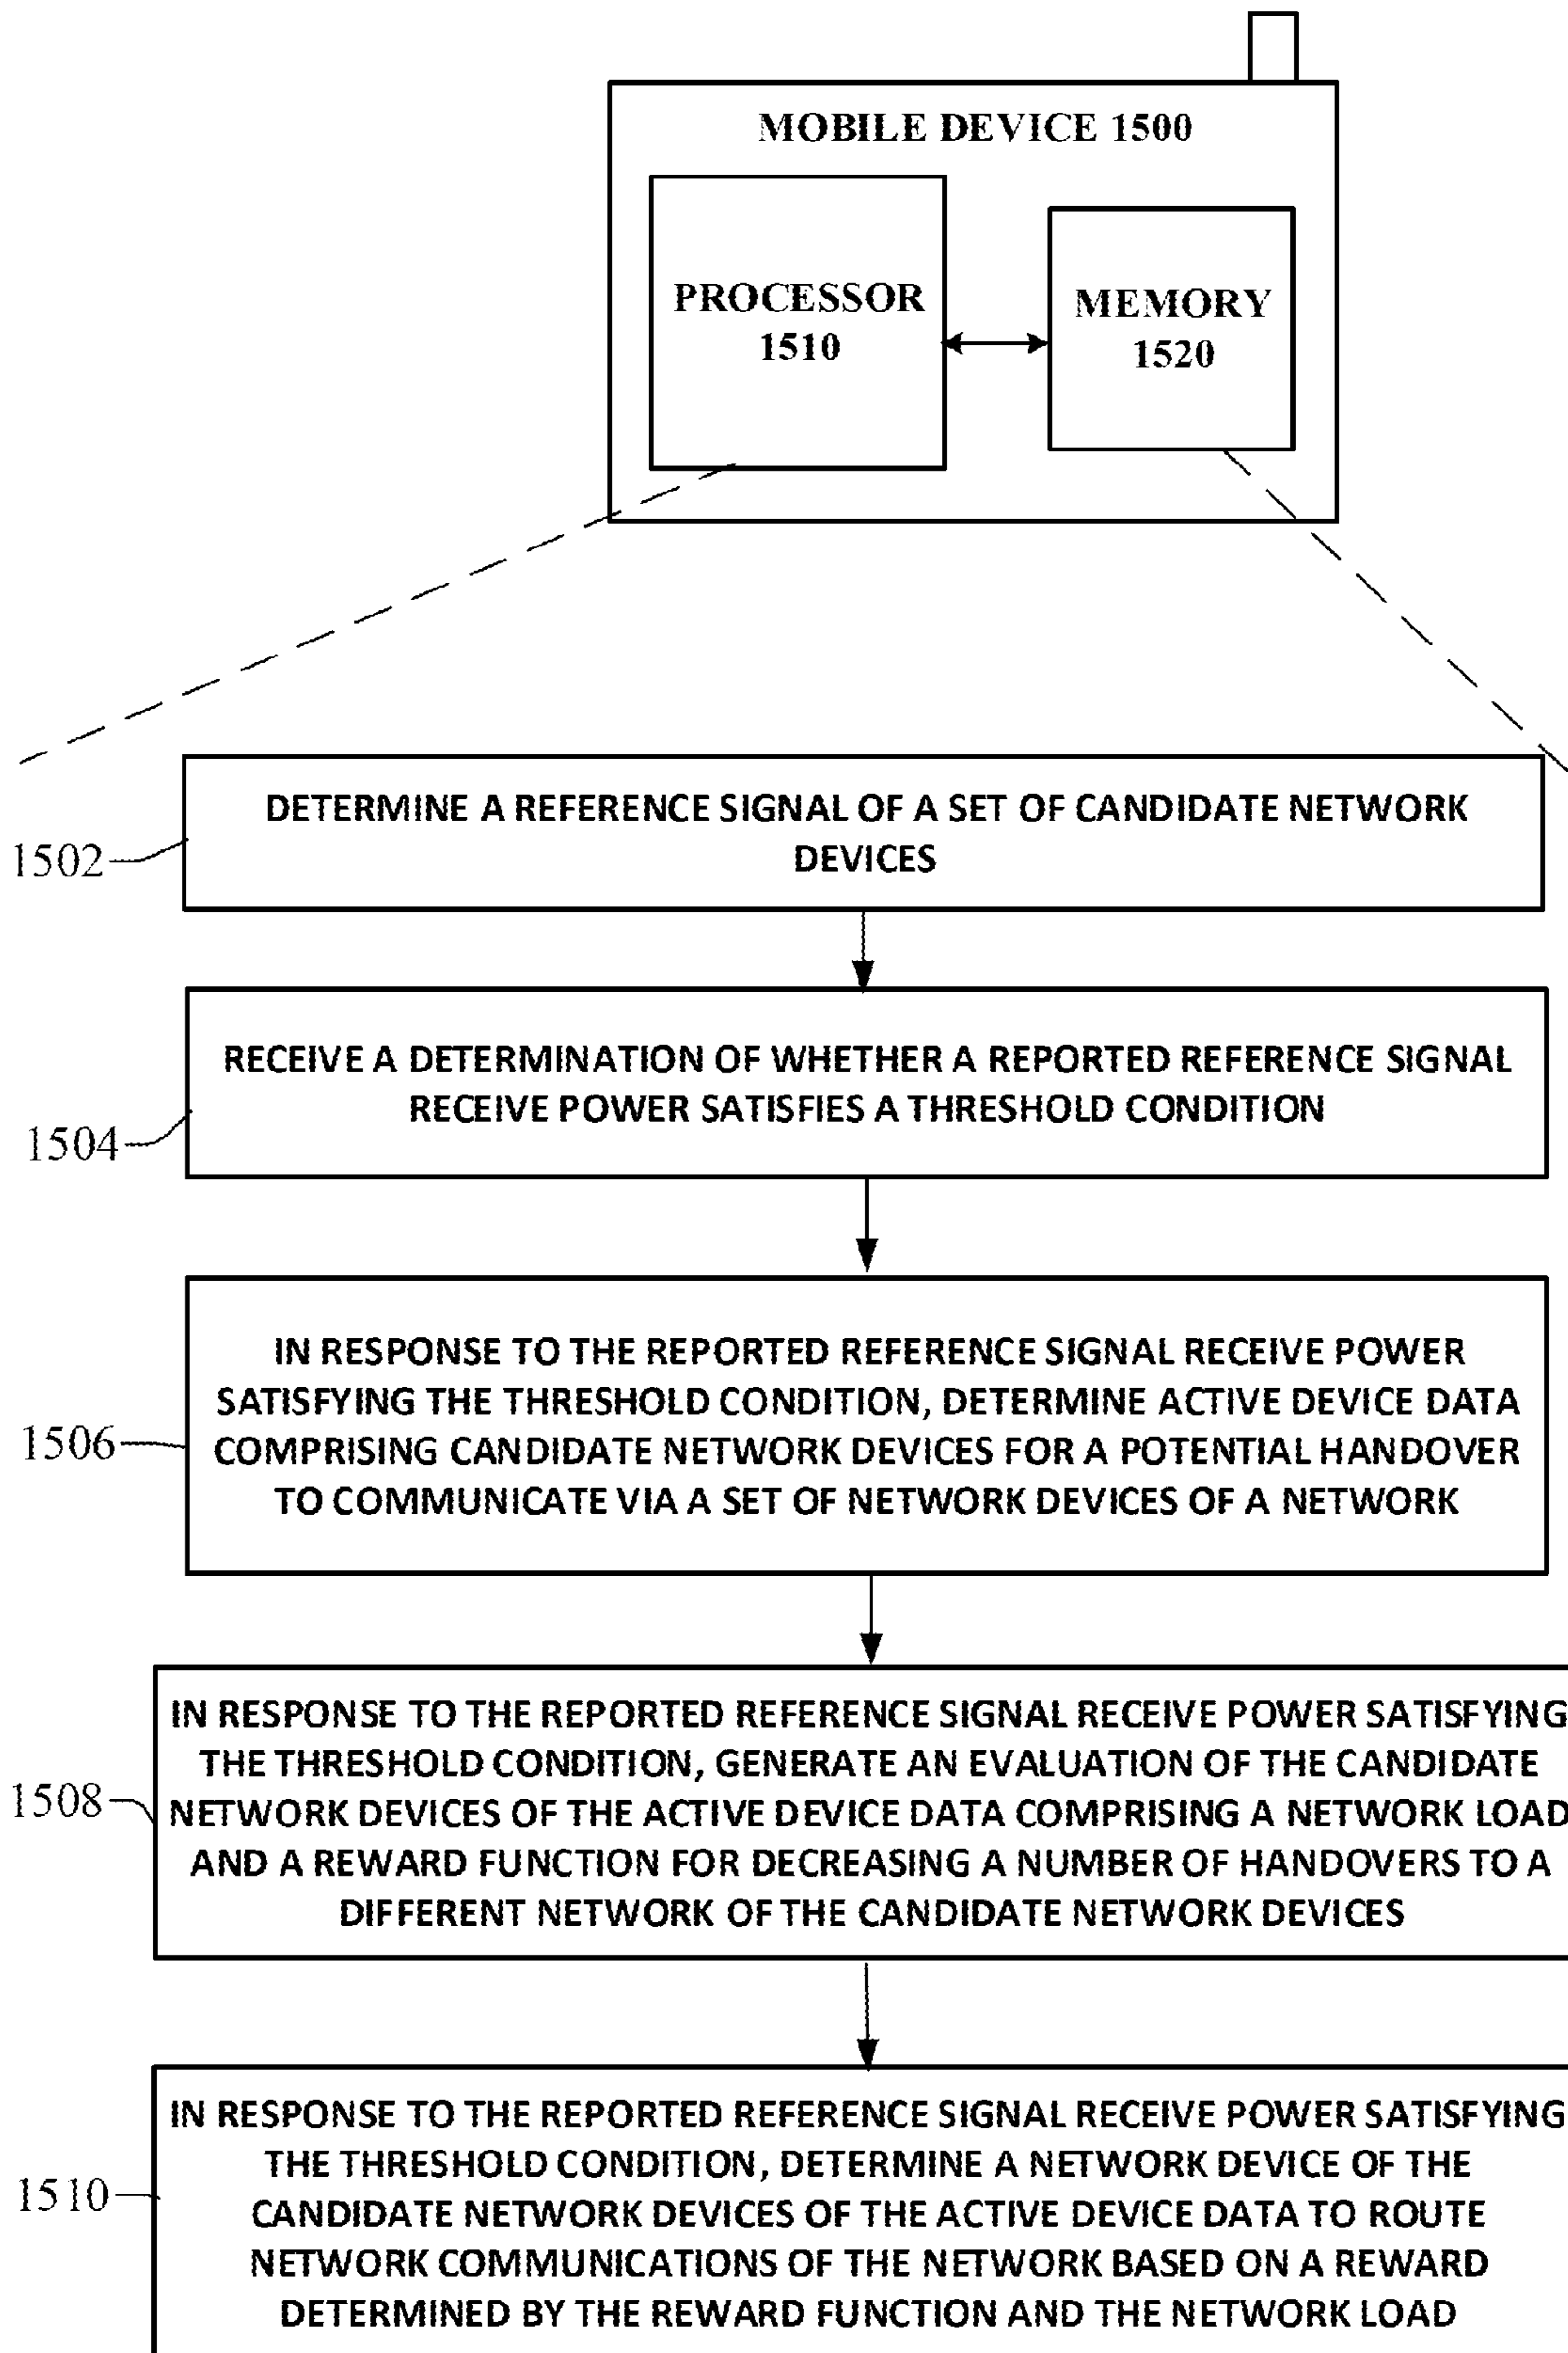 MOBILE DEVICE 1500
PROCESSOR
1510
MEMORY
1520
DETERMINE A REFERENCE SIGNAL OF A SET OF CANDIDATE NETWORK
DEVICES
1502
RECEIVE A DETERMINATION OF WHETHER A REPORTED REFERENCE SIGNAL
RECEIVE POWER SATISFIES A THRESHOLD CONDITION
1504
IN RESPONSE TO THE REPORTED REFERENCE SIGNAL RECEIVE POWER
SATISFYING THE THRESHOLD CONDITION, DETERMINE ACTIVE DEVICE DATA
COMPRISING CANDIDATE NETWORK DEVICES FOR A POTENTIAL HANDOVER
TO COMMUNICATE VIA A SET OF NETWORK DEVICES OF A NETWORK
1506
IN RESPONSE TO THE REPORTED REFERENCE SIGNAL RECEIVE POWER SATISFYING
THE THRESHOLD CONDITION, GENERATE AN EVALUATION OF THE CANDIDATE
NETWORK DEVICES OF THE ACTIVE DEVICE DATA COMPRISING A NETWORK LOAD
AND A REWARD FUNCTION FOR DECREASING A NUMBER OF HANDOVERS TO A
DIFFERENT NETWORK OF THE CANDIDATE NETWORK DEVICES
1508
IN RESPONSE TO THE REPORTED REFERENCE SIGNAL RECEIVE POWER SATISFYING
THE THRESHOLD CONDITION, DETERMINE A NETWORK DEVICE OF THE
CANDIDATE NETWORK DEVICES OF THE ACTIVE DEVICE DATA TO ROUTE
NETWORK COMMUNICATIONS OF THE NETWORK BASED ON A REWARD
DETERMINED BY THE REWARD FUNCTION AND THE NETWORK LOAD
1510